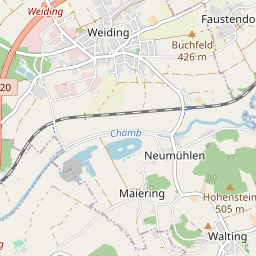 Weiding
Faustendo
Weiding
Buchfeld
426 m
20
Chamb
Neumühlen
Maiering
Hohenstein
505 m
Walting